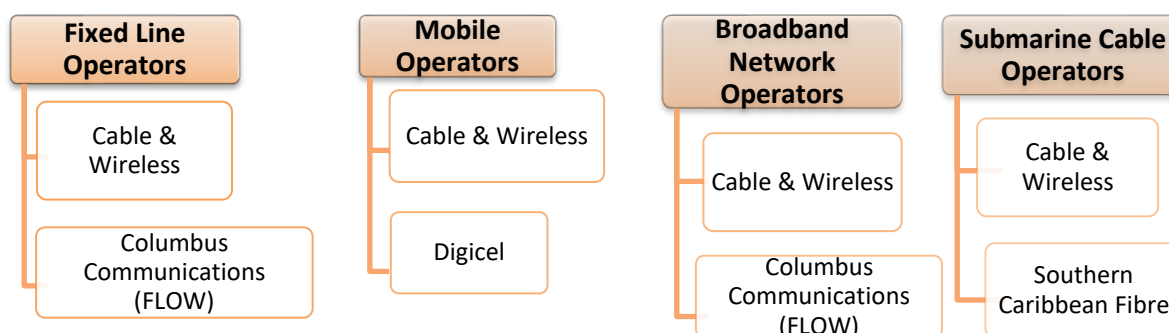 Fixed Line
Operators
Cable &
Wireless
Columbus
Communications
(FLOW)
Mobile
Operators
Cable & Wireless
Digicel
Broadband
Network
Operators
Cable & Wireless
Columbus
Communications
(FLOW)
Submarine Cable
Operators
Cable &
Wireless
Southern
Caribbean Fibre